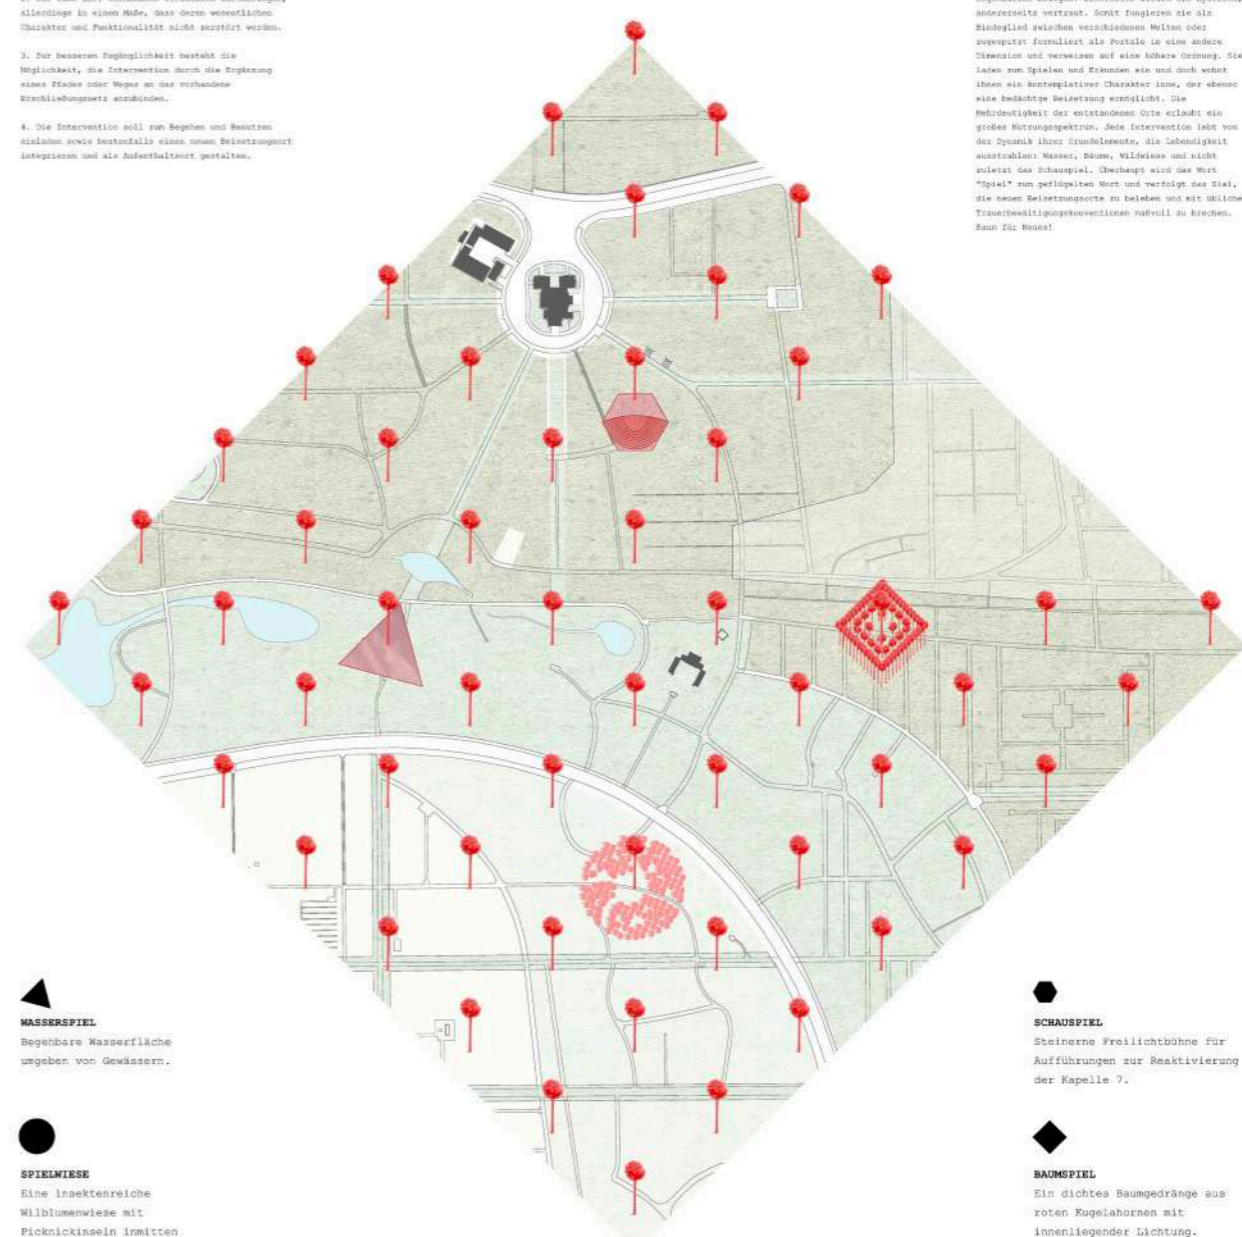 allerdings in einem Maße, dass deren wesentlichen
Charakter und Funktionalität nicht zerstört werden.
3. Zur besseren Zugänglichkeit besteht die
Möglichkeit, die Intervention durch die Ergänzung
eines Pfades oder Weges an das vorhandene
Erschließungsnetz anzubinden.
4. Die Intervention soll zum Begehen und Benutzen
einladen sowie bestenfalls einen neuen Beisetzungsort
integrieren und als Aufenthaltsort gestalten.
andererseits vertraut. Somit fungieren sie als
Bindeglied zwischen verschiedenen Welten oder
zugespitzt formuliert als Portale in eine andere
Dimension und verweisen auf eine höhere Ordnung. Sie
laden zum Spielen und Erkunden ein und doch wohnt
ihnen ein kontemplativer Charakter inne, der ebenso
eine bedächtige Beisetzung ermöglicht. Die
Mehrdeutigkeit der entstandenen Orte erlaubt ein
großes Nutzungsspektrum. Jede Intervention lebt von
der Dynamik ihrer Grundelemente, die Lebendigkeit
ausstrahlen: Wasser, Bäume, Wildwiese und nicht
zuletzt das Schauspiel. Überhaupt wird das Wort
"Spiel" zum geflügelten Wort und verfolgt das Ziel,
die neuen Beisetzungsorte zu beleben und mit übliche
Trauerbewältigungskonventionen maßvoll zu brechen.
Raum für Neues!
WASSERSPIEL
Begehbare Wasserfläche
umgeben von Gewässern.
SPIELWIESE
Eine insektenreiche
Wilblumenwiese mit
Picknickinseln inmitten
SCHAUSPIEL
Steinerne Freilichtbühne für
Aufführungen zur Reaktivierung
der Kapelle 7.
BAUMSPIEL
Ein dichtes Baumgedränge aus
roten Kugelahornen mit
innenliegender Lichtung.